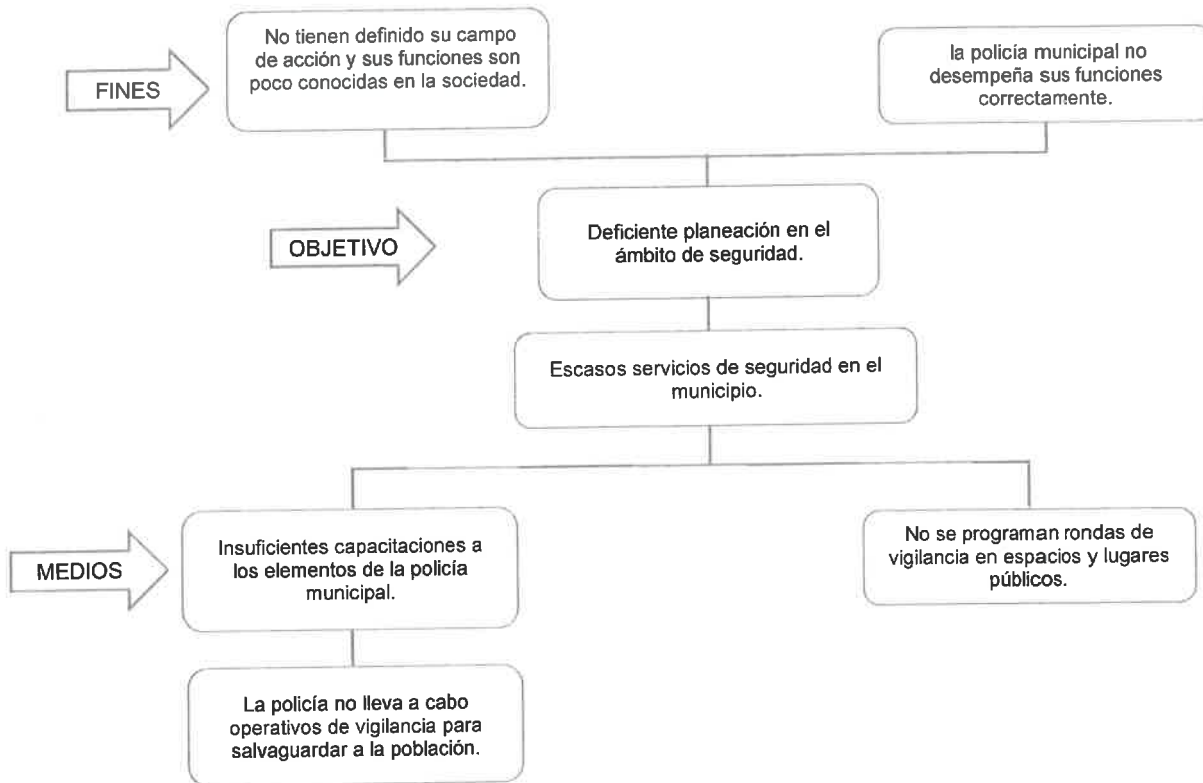 No tienen definido su campo
de acción y sus funciones son
poco conocidas en la sociedad.
la policía municipal no
desempeña sus funciones
correctamente.
FINES
Deficiente planeación en el
ámbito de seguridad.
OBJETIVO
Escasos servicios de seguridad en el
municipio.
Insuficientes capacitaciones a
los elementos de la policía
municipal.
No se programan rondas de
vigilancia en espacios y lugares
públicos.
MEDIOS
La policía no lleva a cabo
operativos de vigilancia para
salvaguardar a la población.